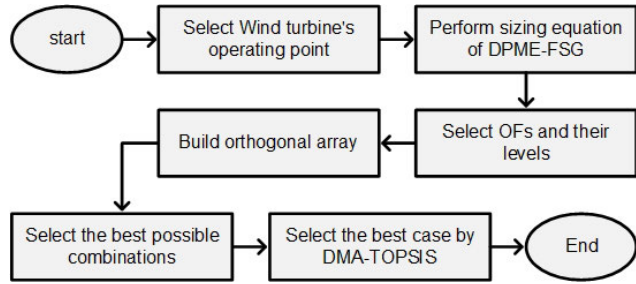 start
Select Wind turbine's
operating point
Perform sizing equation
of DPME-FSG
Select OFs and their
levels
Build orthogonal array
Select the best possible
combinations
Select the best case by
DMA-TOPSIS
End